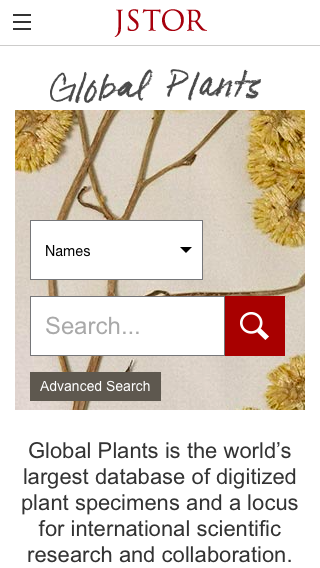 JSTOR
Global Plants
Names
Search...
Advanced Search
Global Plants is the world’s
largest database of digitized
plant specimens and a locus
for international scientific
research and collaboration.